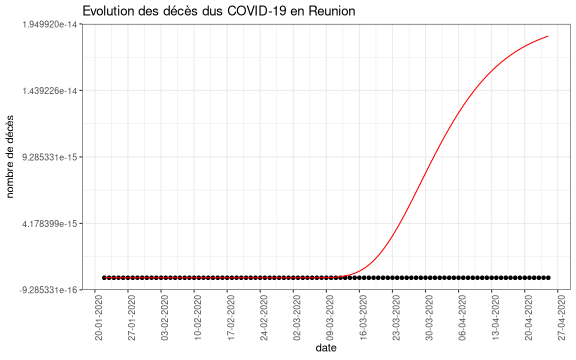 Evolution des décès dus COVID-19 en Reunion
nombre de décès
1.949920e-14
1.439226e-14
9.285331e-15
4.178399e-15
-9.285331e-16
20-01-2020
27-01-2020
03-02-2020
10-02-2020
17-02-2020
24-02-2020
02-03-2020
09-03-2020
16-03-2020
23-03-2020
30-03-2020
06-04-2020
13-04-2020
20-04-2020
27-04-2020
date